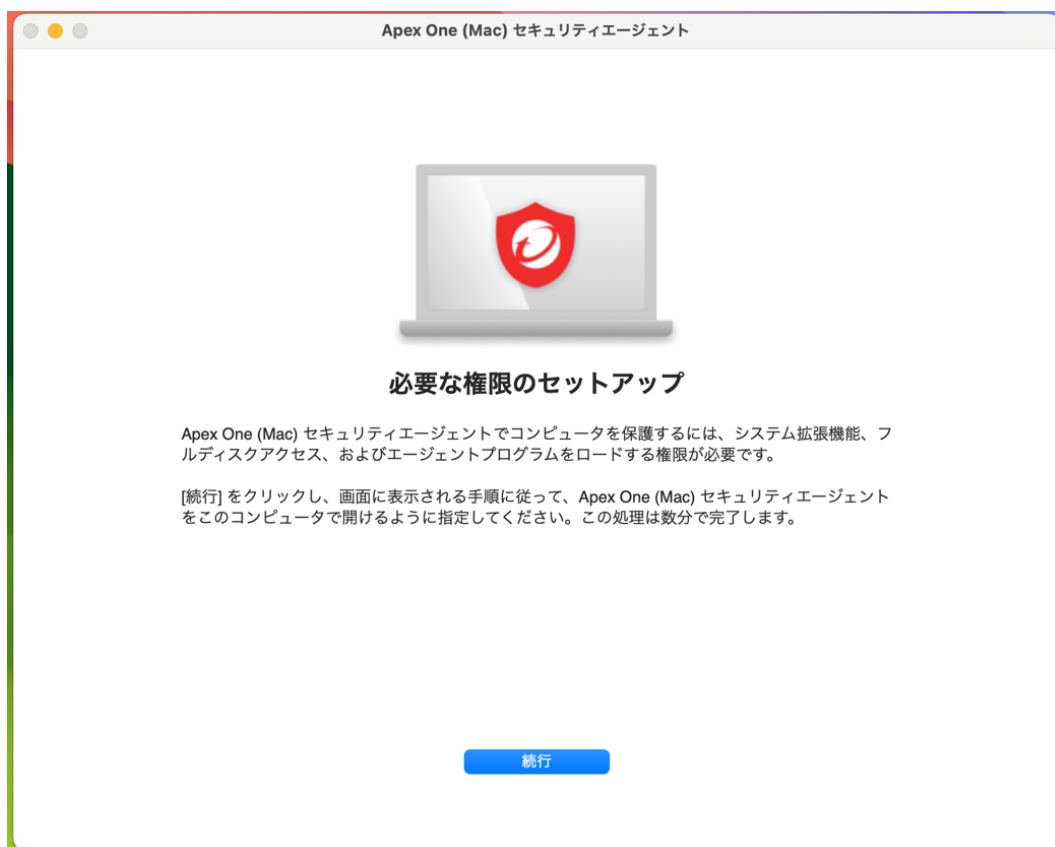 Apex One (Mac) セキュリティエージェント
必要な権限のセットアップ
Apex One (Mac) セキュリティエージェントでコンピュータを保護するには、システム拡張機能、フ
ルディスクアクセス、およびエージェントプログラムをロードする権限が必要です。
[続行] をクリックし、画面に表示される手順に従って、Apex One (Mac) セキュリティエージェント
をこのコンピュータで開けるように指定してください。この処理は数分で完了します。
続行